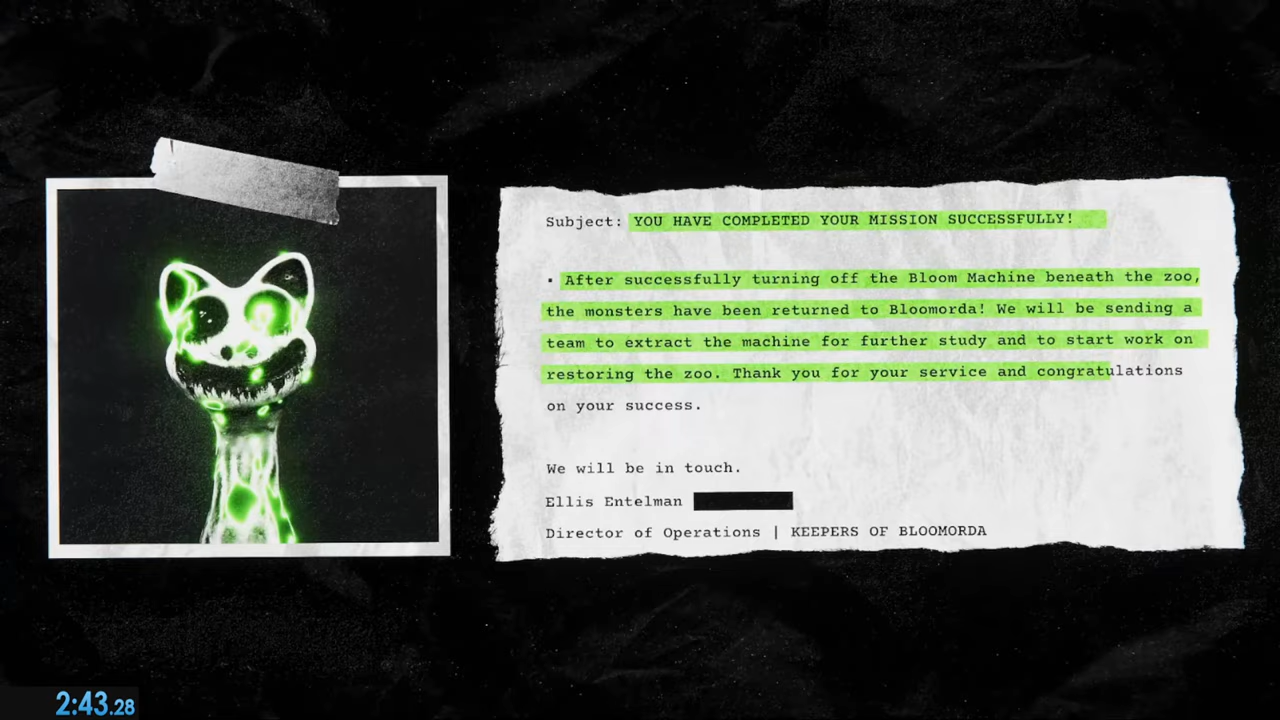 Subject: YOU HAVE COMPLETED YOUR MISSION SUCCESSFULLY!
· After successfully turning off the Bloom Machine beneath the zoo,
the monsters have been returned to Bloomorda! We will be sending a
team to extract the machine for further study and to start work on
restoring the zoo. Thank you for your service and congratulations
on your success.
We will be in touch.
Ellis Entelman
Director of Operations | KEEPERS OF BLOOMORDA
2:43.28